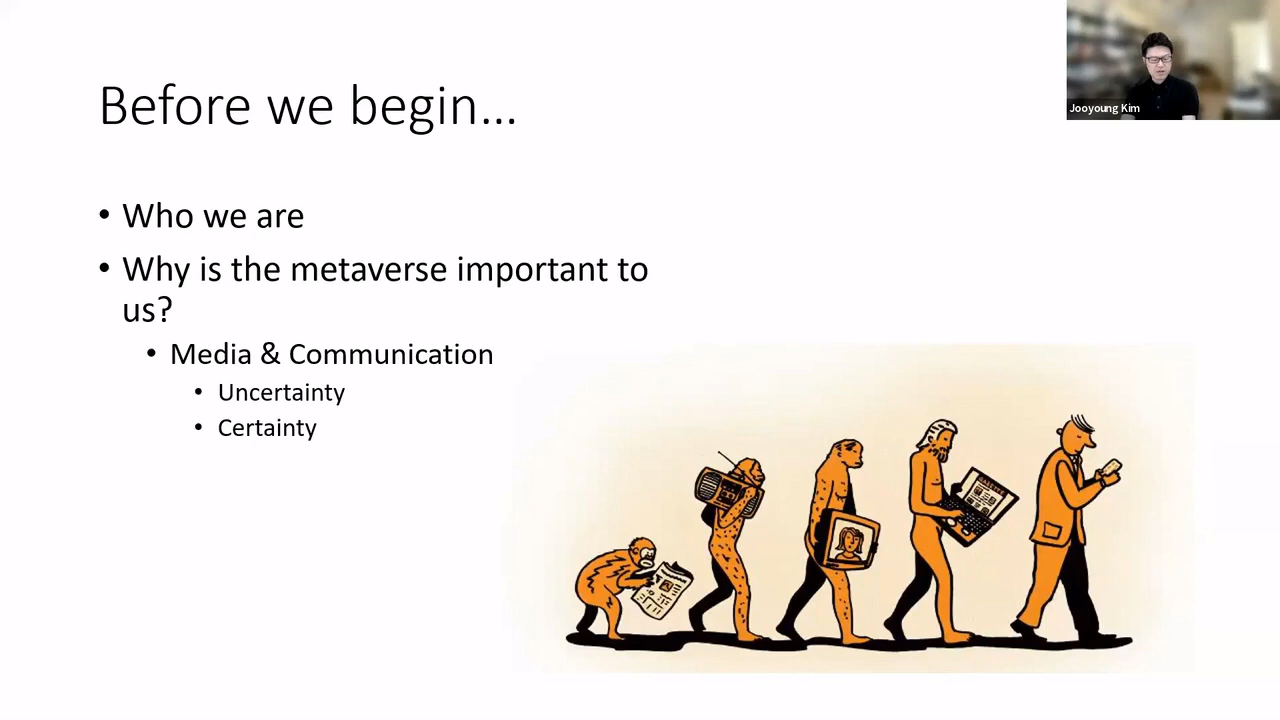 Before we begin...
Jooyoung Kim
• Who we are
• Why is the metaverse important to
us?
• Media & Communication
• Uncertainty
• Certainty